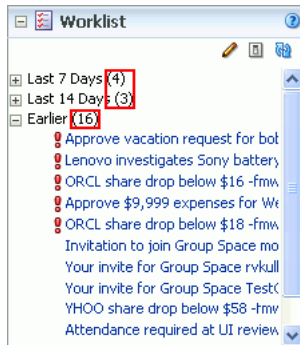 Worklist
Last 7 Days (4)
Last 14 Days (3)
Earlier (16)
Approve vacation request for bob
Lenovo investigates Sony battery
ORCL share drop below $16 -fmw
Approve $9,999 expenses for We
ORCL share drop below $18 -fmw
Invitation to join Group Space mo
Your invite for Group Space rvkull
Your invite for Group Space Test
YHOO share drop below $58 -fmw
Attendance required at UI review